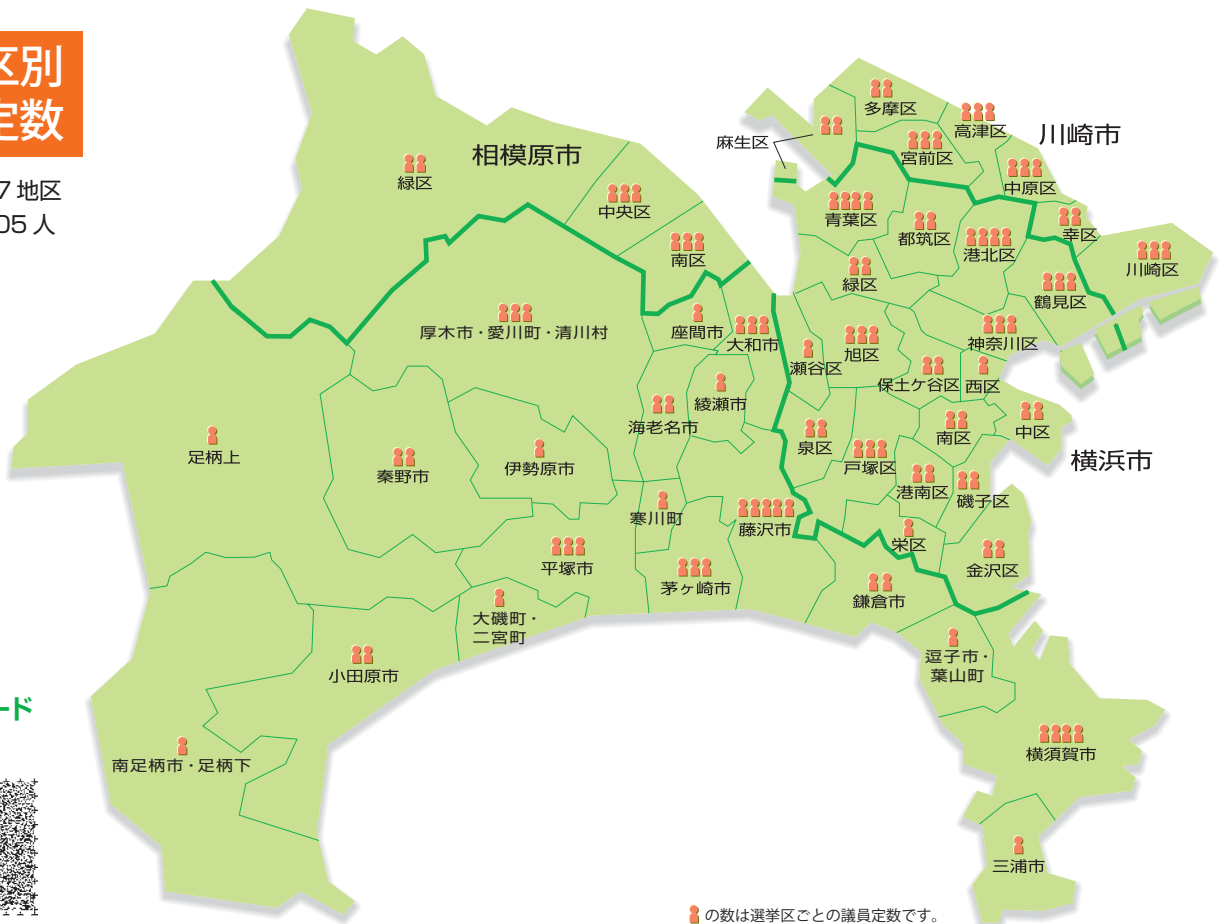 区別
定数
7 地区
05 人
相模原市
緑区
中央区
南区
川崎市
多摩区
高津区
麻生区
宮前区
中原区
幸区
川崎区
青葉区
都筑区
港北区
緑区
鶴見区
神奈川区
旭区
瀬谷区
保土ケ谷区
西区
中区
南区
横浜市
泉区
戸塚区
港南区
磯子区
栄区
金沢区
厚木市・愛川町・清川村
座間市
大和市
綾瀬市
海老名市
足柄上
秦野市
伊勢原市
寒川町
藤沢市
平塚市
茅ヶ崎市
鎌倉市
大磯町・
二宮町
小田原市
逗子市・
葉山町
南足柄市・足柄下
横須賀市
三浦市
ード
の数は選挙区ごとの議員定数です。